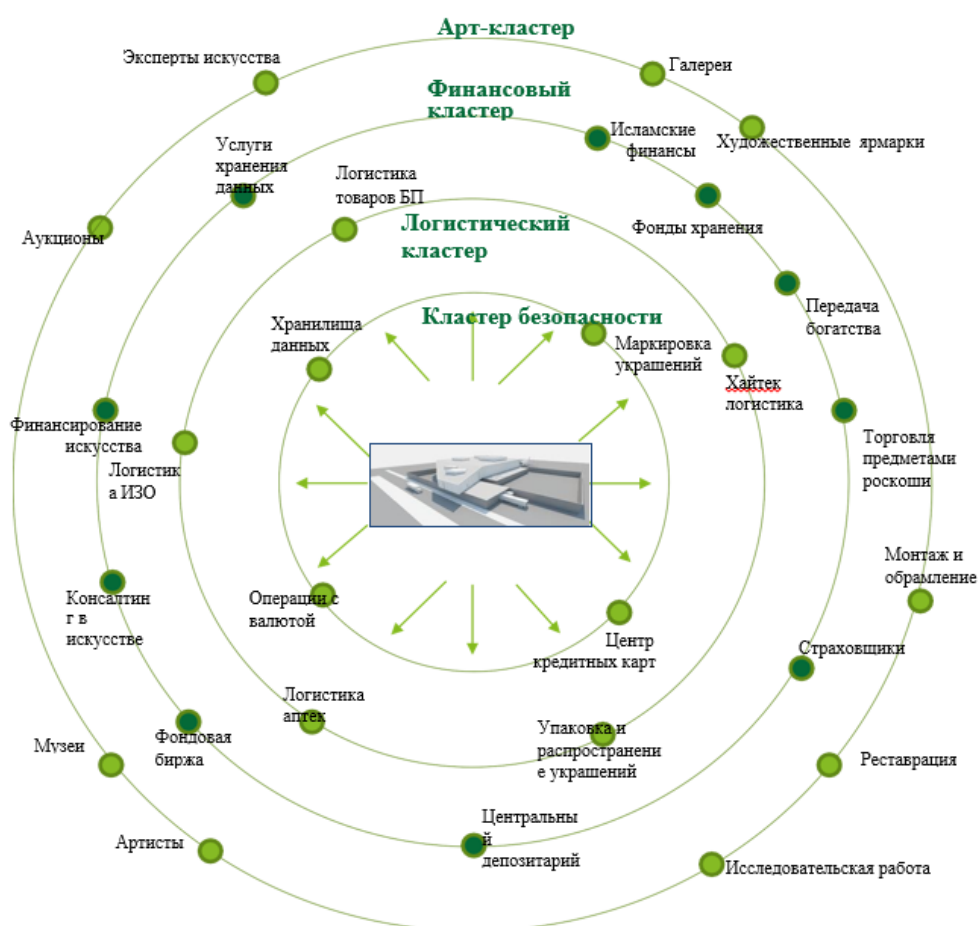 Арт-кластер
Эксперты искусства
Галереи
Финансовый
кластер
Исламские
финансы
Художественные ярмарки
Услуги
хранения
данных
Логистика
товаров БП
Аукционы
Логистический
кластер
Фонды хранения
Передача
богатства
Кластер безопасности
Хранилища
данных
Маркировка
украшений
Хайтек
логистика
Финансирование
искусства
Торговля
предметами
роскоши
Логистик
а ИЗО
Монтаж и
обрамление
Консалтин
г в
искусстве
Операции с
валютой
Центр
кредитных карт
Страховщики
Логистика
аптек
Упаковка и
распространени
е украшений
Фондовая
биржа
Музеи
Реставрация
Центральны
й
депозитарий
Артисты
Исследовательская работа